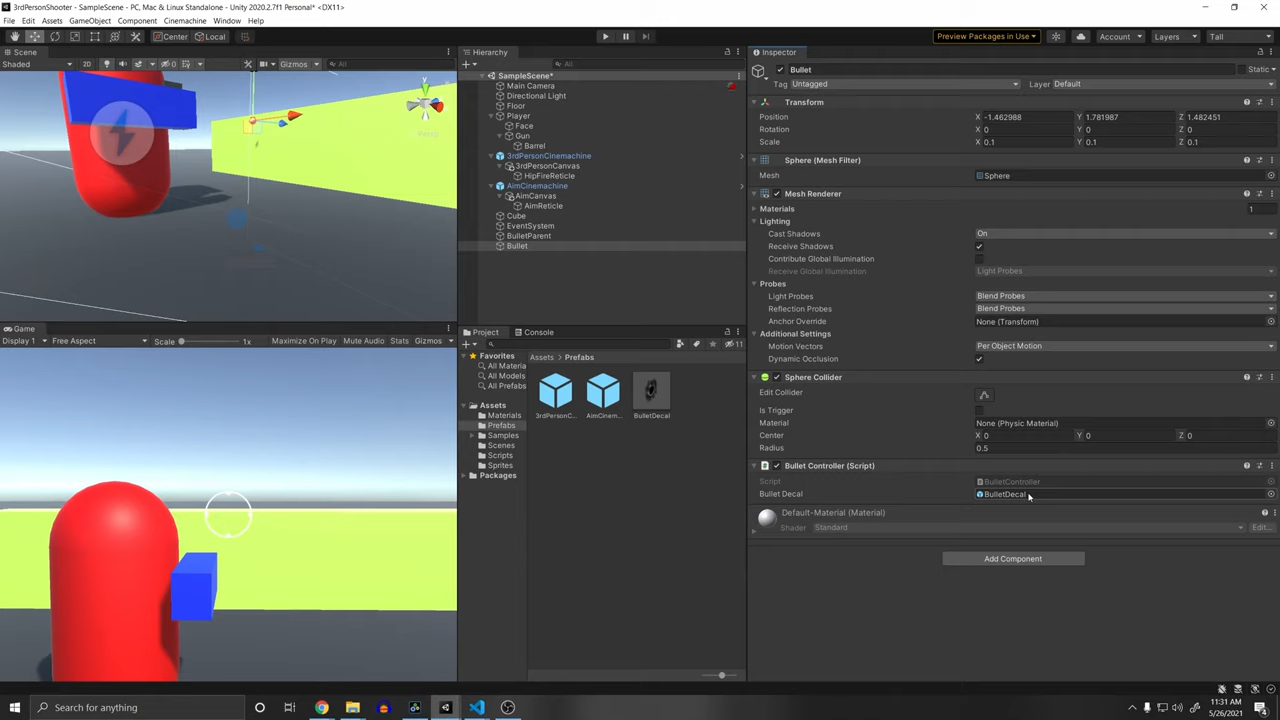 3rdPersonShooter - SampleScene - PC, Mac & Linux Standalone - Unity 2020.2.7f1 Personal* <DX11>
File Edit Assets GameObject Component Cinemachine Window Help
Center Local
Preview Packages in Use Account Layers Tall
Scene
Shaded 2D 0 Gizmos All
y
Persp
Game
Display 1 Free Aspect Scale 1x Maximize On Play Mute Audio Stats Gizmos
Hierarchy
All
SampleScene*
Main Camera
Directional Light
Floor
Player
Face
Gun
Barrel
3rdPersonCinemachine
3rdPersonCanvas
HipFireReticle
AimCinemachine
AimCanvas
AimReticle
Cube
EventSystem
BulletParent
Bullet
Project Console
11
Favorites
All Materia
All Models
All Prefabs
Assets
Materials
Prefabs
Samples
Scenes
Scripts
Sprites
Packages
Assets Prefabs
3rdPersonC... AimCinem... BulletDecal
Inspector
Bullet Static
Tag Untagged Layer Default
Transform
Position X -1.462988 Y 1.781987 Z 1.482451
Rotation X 0 Y 0 Z 0
Scale X 0.1 Y 0.1 Z 0.1
Sphere (Mesh Filter)
Mesh Sphere
Mesh Renderer
Materials 1
Lighting
Cast Shadows On
Receive Shadows
Contribute Global Illumination
Receive Global Illumination Light Probes
Probes
Light Probes Blend Probes
Reflection Probes Blend Probes
Anchor Override None (Transform)
Additional Settings
Motion Vectors Per Object Motion
Dynamic Occlusion
Sphere Collider
Edit Collider
Is Trigger
Material None (Physic Material)
Center X 0 Y 0 Z 0
Radius 0.5
Bullet Controller (Script)
Script BulletController
Bullet Decal BulletDecal
Default-Material (Material)
Shader Standard Edit...
Add Component
Search for anything
11:31 AM
5/26/2021
4